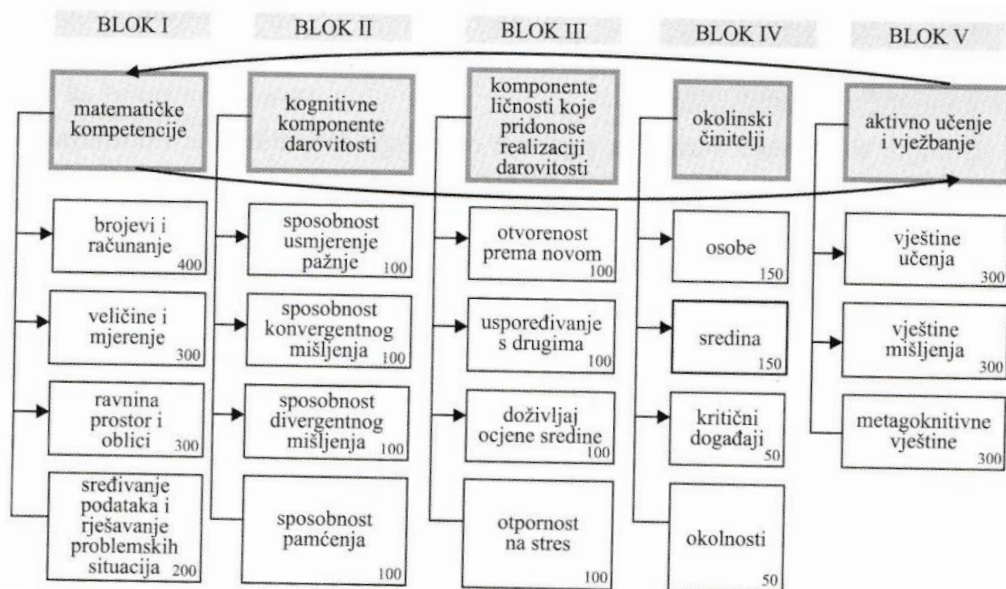 BLOK I
BLOK II
BLOK III
BLOK IV
BLOK V
matematičke
kompetencije
kognitivne
komponente
darovitosti
komponente
ličnosti koje
pridonose
realizaciji
darovitosti
okolinski
činitelji
aktivno učenje
i vježbanje
brojevi i
računanje
400
sposobnost
usmjerene
pažnje
100
otvorenost
prema novom
100
osobe
150
vještine
učenja
300
veličine i
mjerenje
300
sposobnost
konvergentnog
mišljenja
100
uspoređivanje
s drugima
100
sredina
150
vještine
mišljenja
300
ravnina
prostor i
oblici
300
sposobnost
divergentnog
mišljenja
100
doživljaj
ocjene sredine
100
kritični
događaji
50
metagoknitivne
vještine
300
sređivanje
podataka i
rješavanje
problemskih
situacija
200
sposobnost
pamćenja
100
otpornost
na stres
100
okolnosti
50